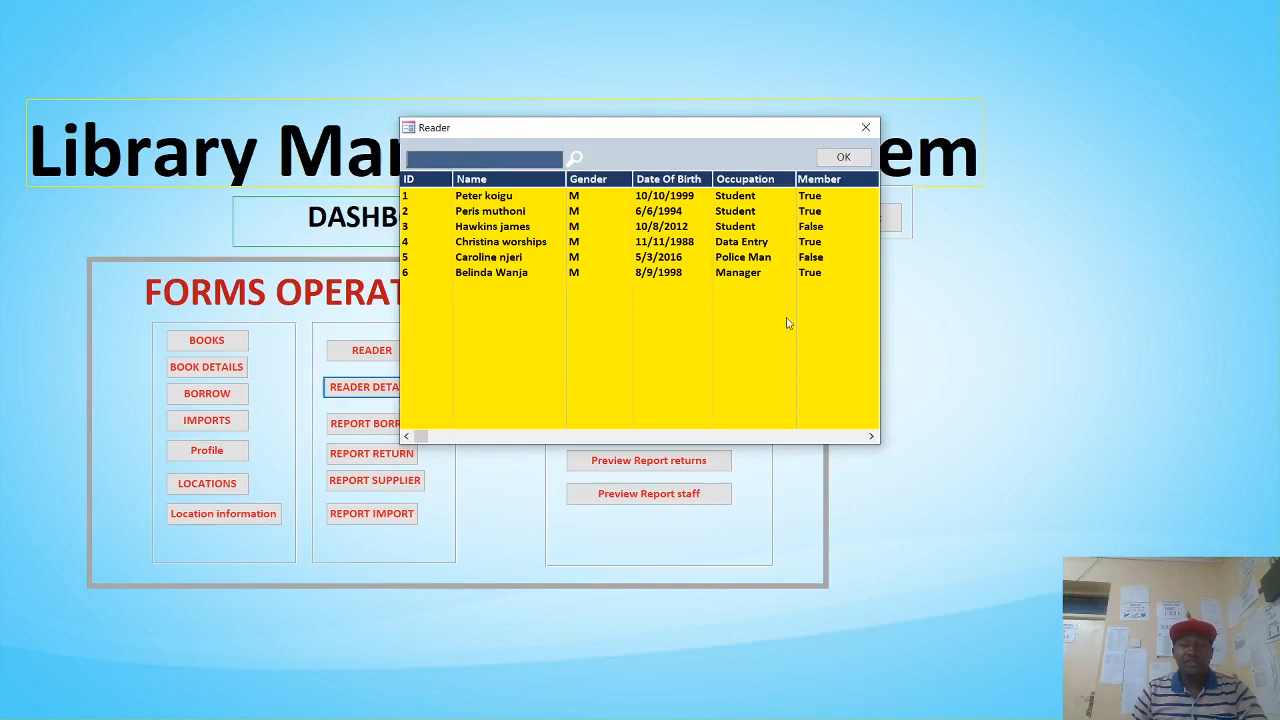 Library Man em
Reader
OK
ID Name Gender Date Of Birth Occupation Member
1 Peter koigu M 10/10/1999 Student True
2 Peris muthoni M 6/6/1994 Student True
3 Hawkins james M 10/8/2012 Student False
4 Christina worships M 11/11/1988 Data Entry True
5 Caroline njeri M 5/3/2016 Police Man False
6 Belinda Wanja M 8/9/1998 Manager True
DASHB
FORMS OPERAT
BOOKS
BOOK DETAILS
BORROW
IMPORTS
Profile
LOCATIONS
Location information
READER
READER DETA
REPORT BORR
REPORT RETURN
REPORT SUPPLIER
REPORT IMPORT
Preview Report returns
Preview Report staff